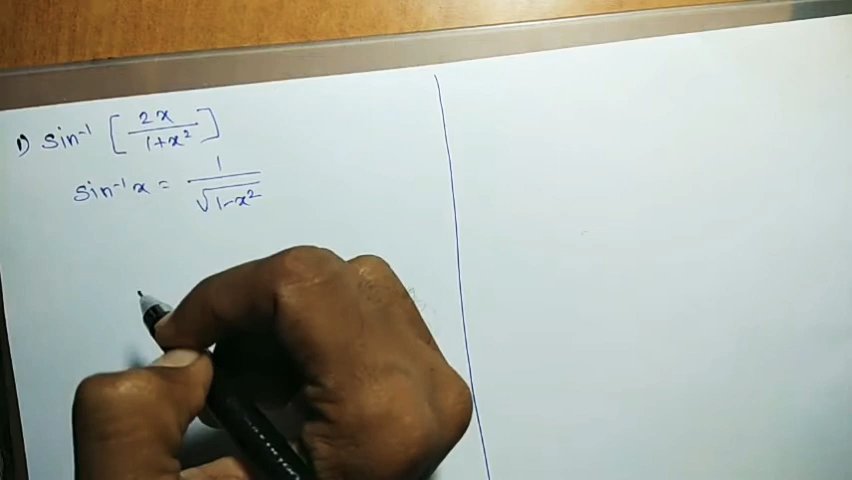 1) sin⁻¹ [ 2x / 1+x² ]
sin⁻¹x = 1 / √1-x²